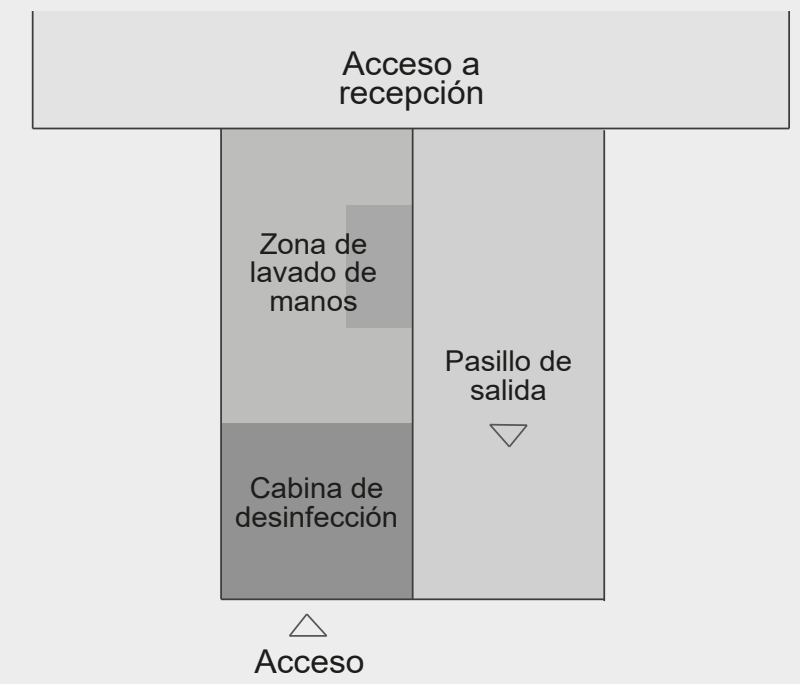 Acceso a
recepción
Zona de
lavado de
manos
Pasillo de
salida
Cabina de
desinfección
Acceso